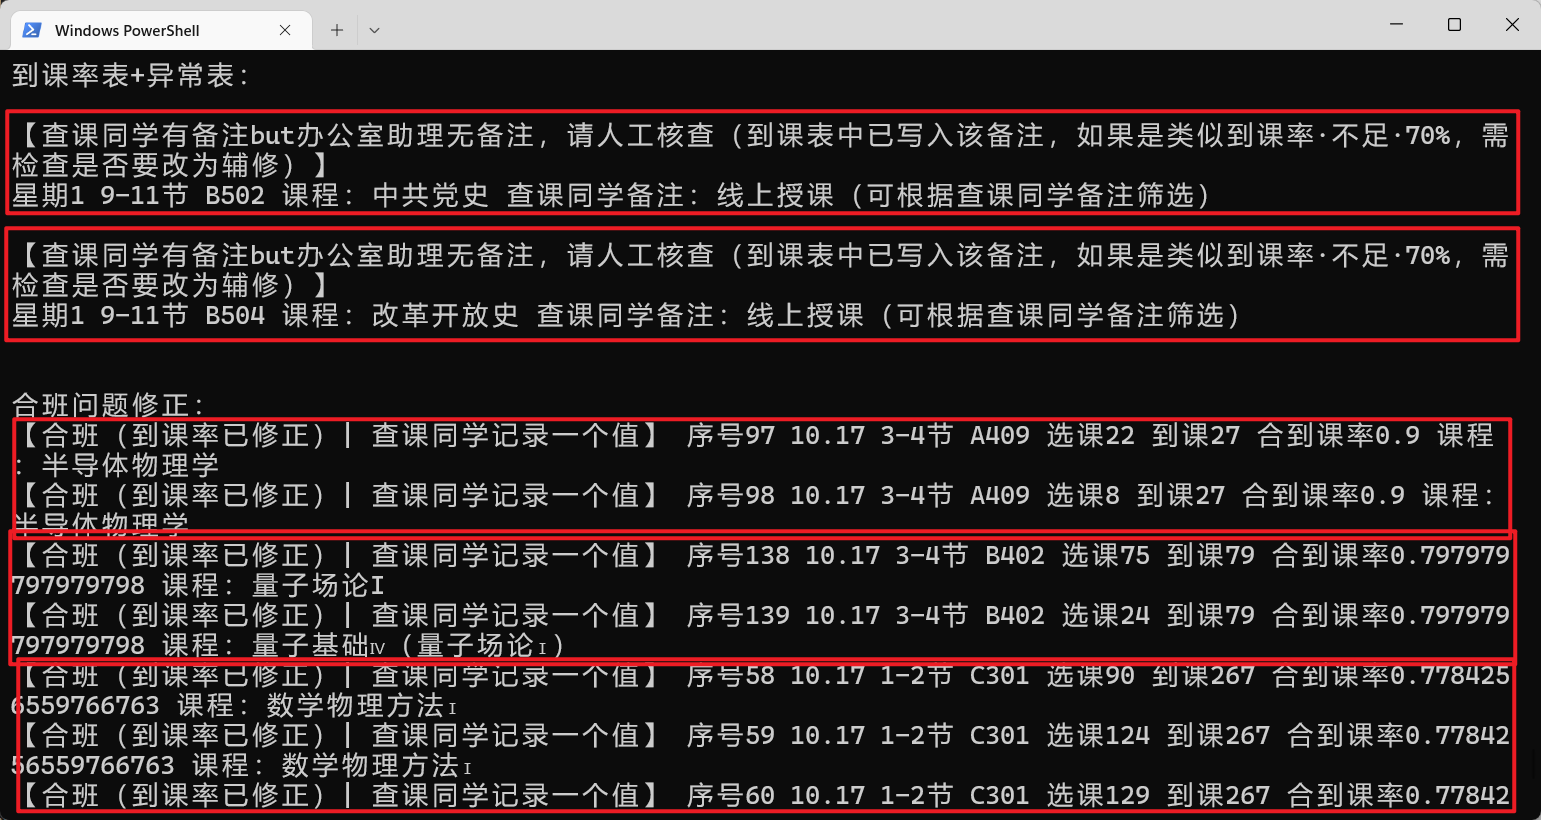 Windows PowerShell
到课率表+异常表：
【查课同学有备注but办公室助理无备注，请人工核查（到课表中已写入该备注，如果是类似到课率·不足·70%，需
检查是否要改为辅修）】
星期1 9-11节 B502 课程：中共党史 查课同学备注：线上授课（可根据查课同学备注筛选）
【查课同学有备注but办公室助理无备注，请人工核查（到课表中已写入该备注，如果是类似到课率·不足·70%，需
检查是否要改为辅修）】
星期1 9-11节 B504 课程：改革开放史 查课同学备注：线上授课（可根据查课同学备注筛选）
合班问题修正：
【合班（到课率已修正）| 查课同学记录一个值】 序号97 10.17 3-4节 A409 选课22 到课27 合到课率0.9 课程
：半导体物理学
【合班（到课率已修正）| 查课同学记录一个值】 序号98 10.17 3-4节 A409 选课8 到课27 合到课率0.9 课程：
半导体物理学
【合班（到课率已修正）| 查课同学记录一个值】 序号138 10.17 3-4节 B402 选课75 到课79 合到课率0.797979
797979798 课程：量子场论I
【合班（到课率已修正）| 查课同学记录一个值】 序号139 10.17 3-4节 B402 选课24 到课79 合到课率0.797979
797979798 课程：量子基础Ⅳ（量子场论Ⅰ）
【合班（到课率已修正）| 查课同学记录一个值】 序号58 10.17 1-2节 C301 选课90 到课267 合到课率0.778425
6559766763 课程：数学物理方法Ⅰ
【合班（到课率已修正）| 查课同学记录一个值】 序号59 10.17 1-2节 C301 选课124 到课267 合到课率0.77842
56559766763 课程：数学物理方法Ⅰ
【合班（到课率已修正）| 查课同学记录一个值】 序号60 10.17 1-2节 C301 选课129 到课267 合到课率0.77842